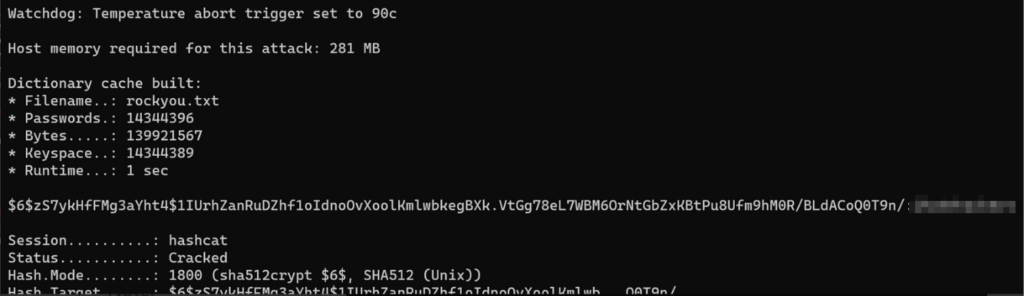 Watchdog: Temperature abort trigger set to 90c
Host memory required for this attack: 281 MB
Dictionary cache built:
* Filename..: rockyou.txt
* Passwords.: 14344396
* Bytes.....: 139921567
* Keyspace..: 14344389
* Runtime...: 1 sec
$6$zS7ykHfFMg3aYht4$1IUrhZanRuDZhf1oIdnoOvXoolKmlwbkegBXk.VtGg78eL7WBM6OrNtGbZxKBtPu8Ufm9hM0R/BLdACoQ0T9n/:
Session..........: hashcat
Status...........: Cracked
Hash.Mode........: 1800 (sha512crypt $6$, SHA512 (Unix))
Hash.Target......: $6$zS7ykHfFMg3aYht4$1IUrhZanRuDZhf1oIdnoOvXoolKmlwb...Q0T9n/